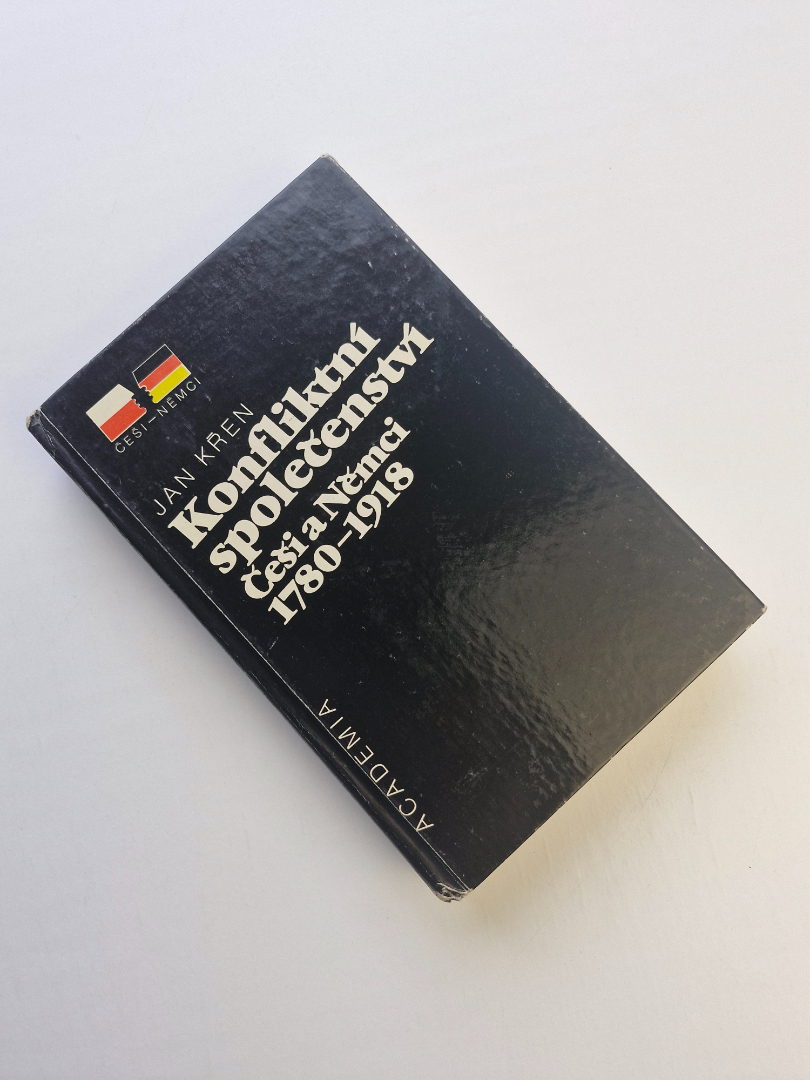 ČEŠI–NĚMCI
JAN KŘEN
Konfliktní
společenství
Češi a Němci
1780–1918
ACADEMIA